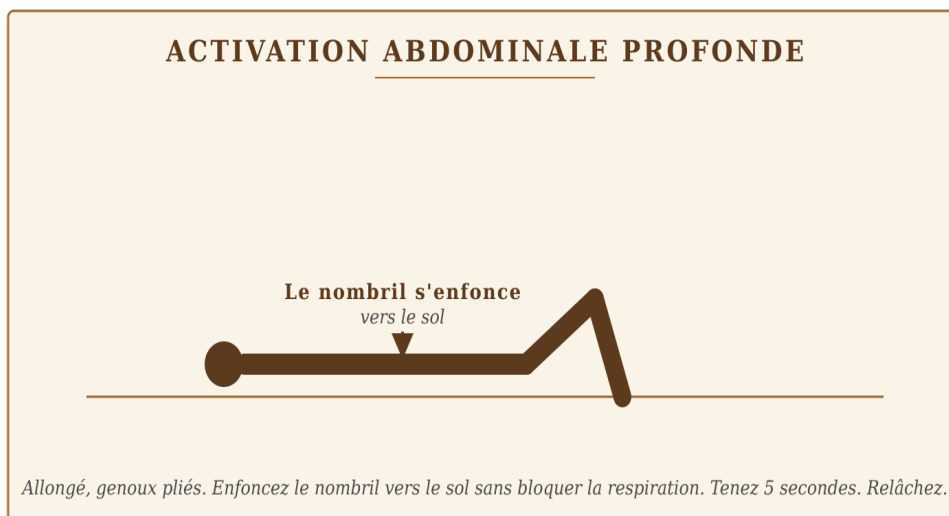 ACTIVATION ABDOMINALE PROFONDE
Le nombril s'enfonce
vers le sol
Allongé, genoux pliés. Enfoncez le nombril vers le sol sans bloquer la respiration. Tenez 5 secondes. Relâchez.